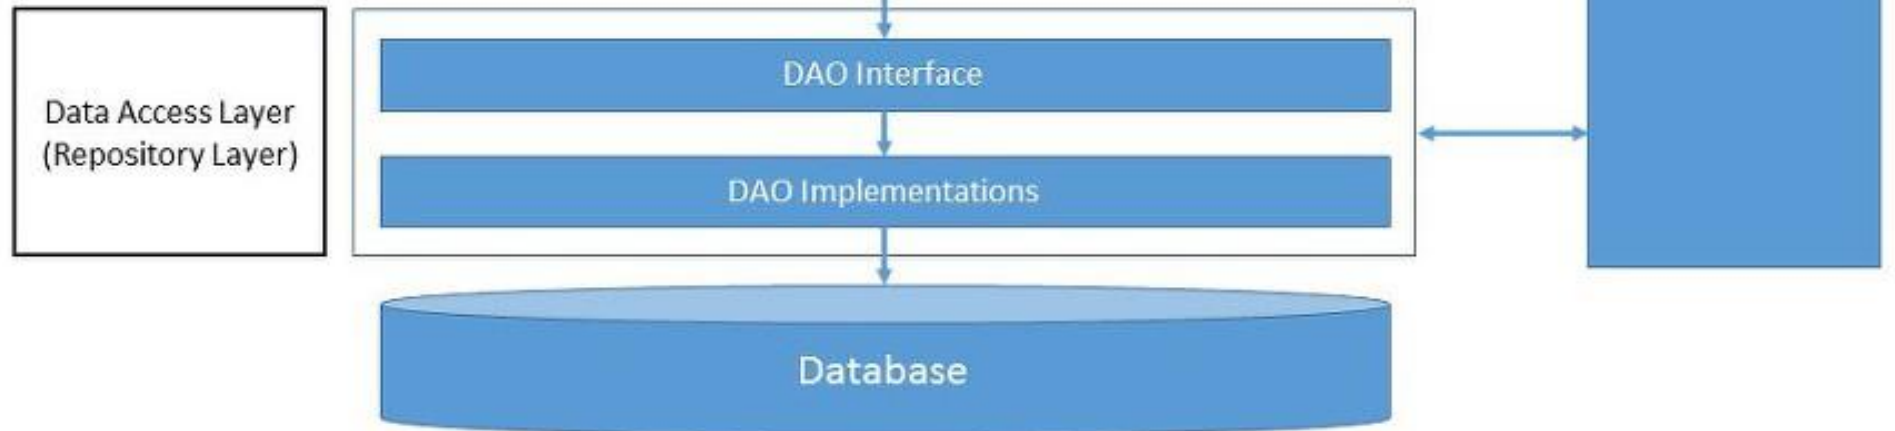 Data Access Layer
(Repository Layer)
DAO Interface
DAO Implementations
Database